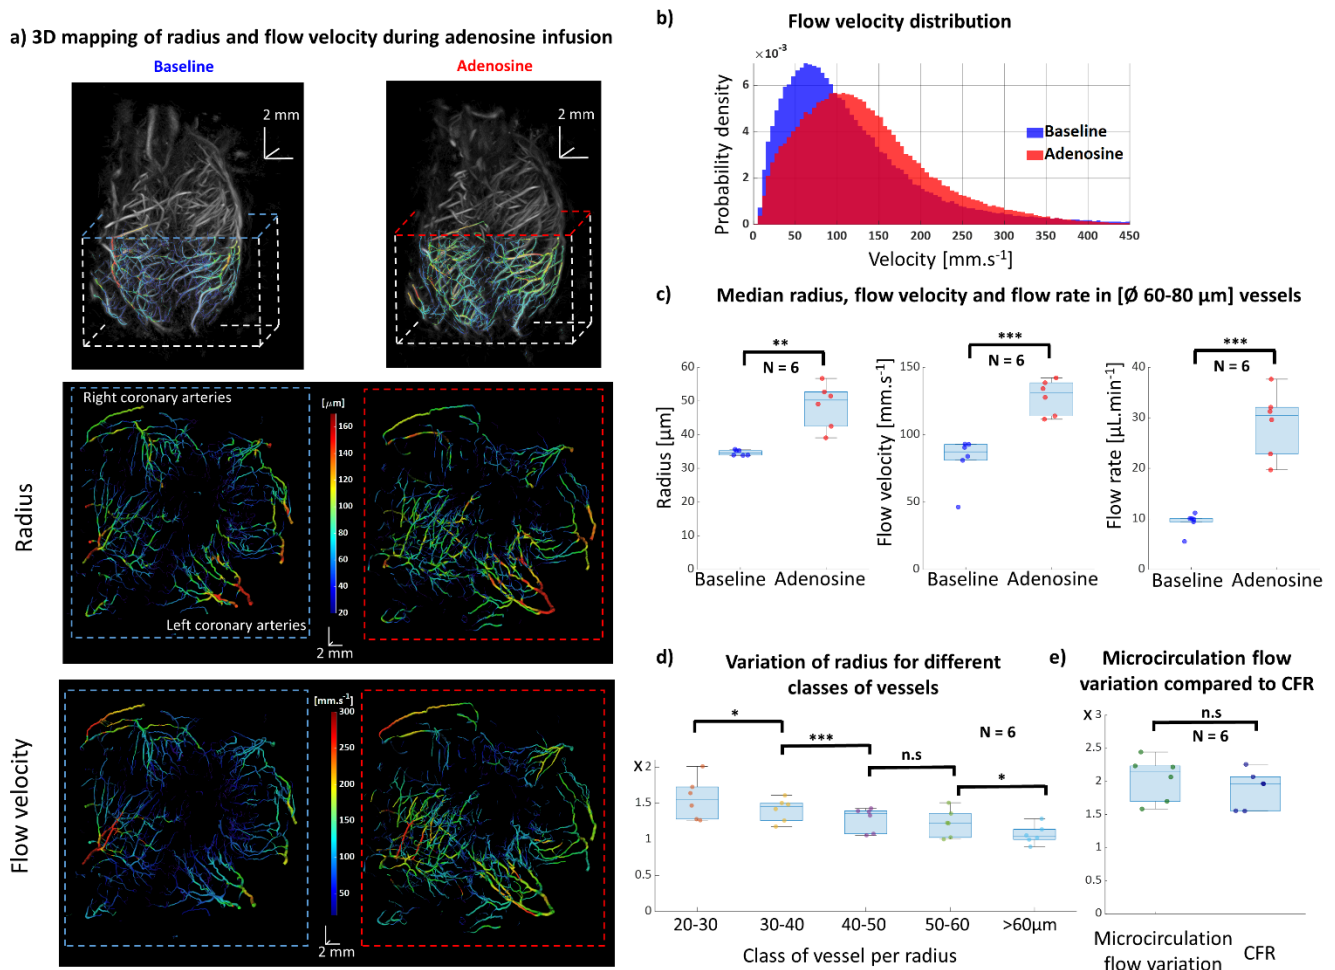 a) 3D mapping of radius and flow velocity during adenosine infusion
Baseline
Adenosine
2 mm
2 mm
Radius
Right coronary arteries
Left coronary arteries
[μm]
160
140
120
100
80
60
40
20
2 mm
Flow velocity
[mm.s⁻¹]
300
250
200
150
100
50
2 mm
b)
Flow velocity distribution
×10⁻³
Probability density
6
4
2
0
0
50
100
150
200
250
300
350
400
450
Velocity [mm.s⁻¹]
Baseline
Adenosine
c)
Median radius, flow velocity and flow rate in [Ø 60-80 μm] vessels
**
N = 6
Radius [μm]
60
50
40
30
20
10
0
Baseline
Adenosine
***
N = 6
Flow velocity [mm.s⁻¹]
150
100
50
0
Baseline
Adenosine
***
N = 6
Flow rate [μL.min⁻¹]
40
30
20
10
0
Baseline
Adenosine
d)
Variation of radius for different
classes of vessels
*
***
n.s
*
N = 6
X 2
1.5
1
0.5
0
20-30
30-40
40-50
50-60
>60μm
Class of vessel per radius
e)
Microcirculation flow
variation compared to CFR
n.s
N = 6
X 3
2.5
2
1.5
1
0.5
0
Microcirculation
flow variation
CFR